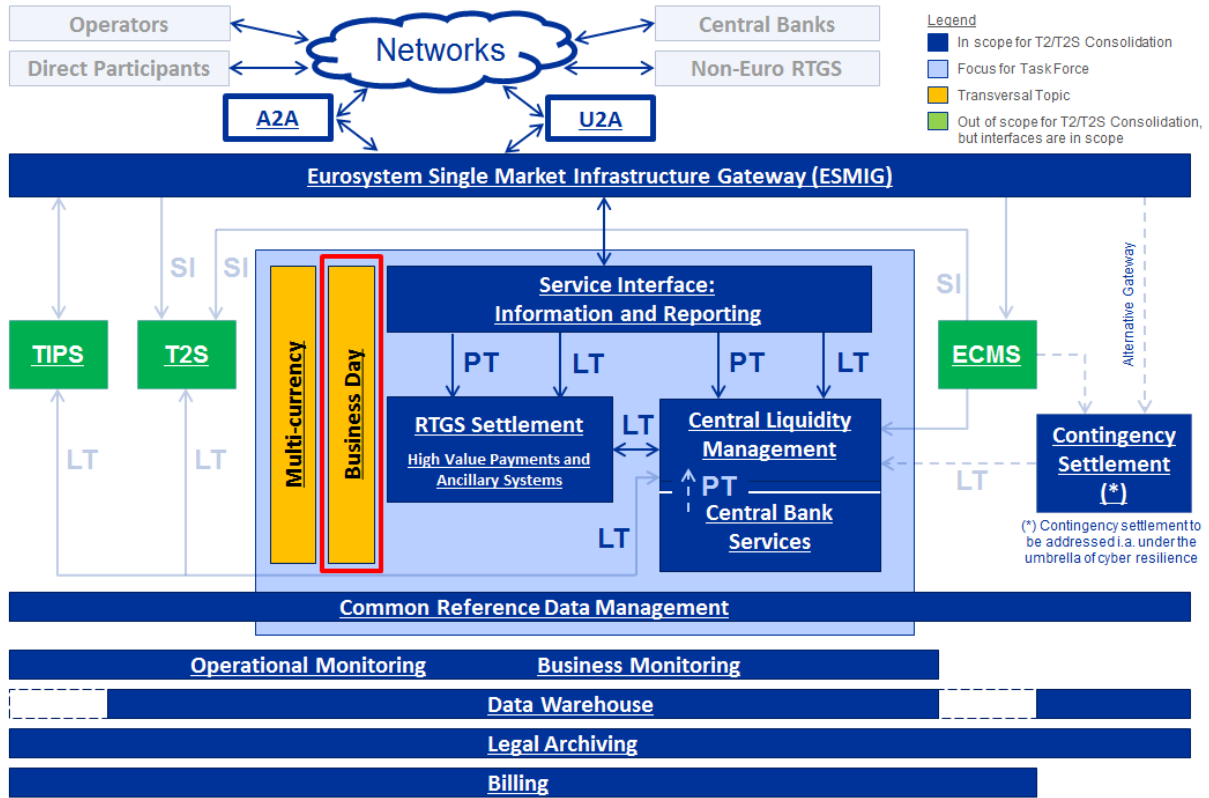 Operators
Networks
Central Banks
Direct Participants
Non-Euro RTGS
Legend
In scope for T2/T2S Consolidation
Focus for Task Force
Transversal Topic
Out of scope for T2/T2S Consolidation,
but interfaces are in scope
A2A
U2A
Eurosystem Single Market Infrastructure Gateway (ESMIG)
SI
SI
SI
Alternative Gateway
TIPS
T2S
Multi-currency
Business Day
Service Interface:
Information and Reporting
PT
LT
PT
LT
ECMS
RTGS Settlement
High Value Payments and
Ancillary Systems
LT
Central Liquidity
Management
PT
Central Bank
Services
Contingency
Settlement
(*)
LT
LT
LT
LT
(*) Contingency settlement to
be addressed i.a. under the
umbrella of cyber resilience
Common Reference Data Management
Operational Monitoring
Business Monitoring
Data Warehouse
Legal Archiving
Billing